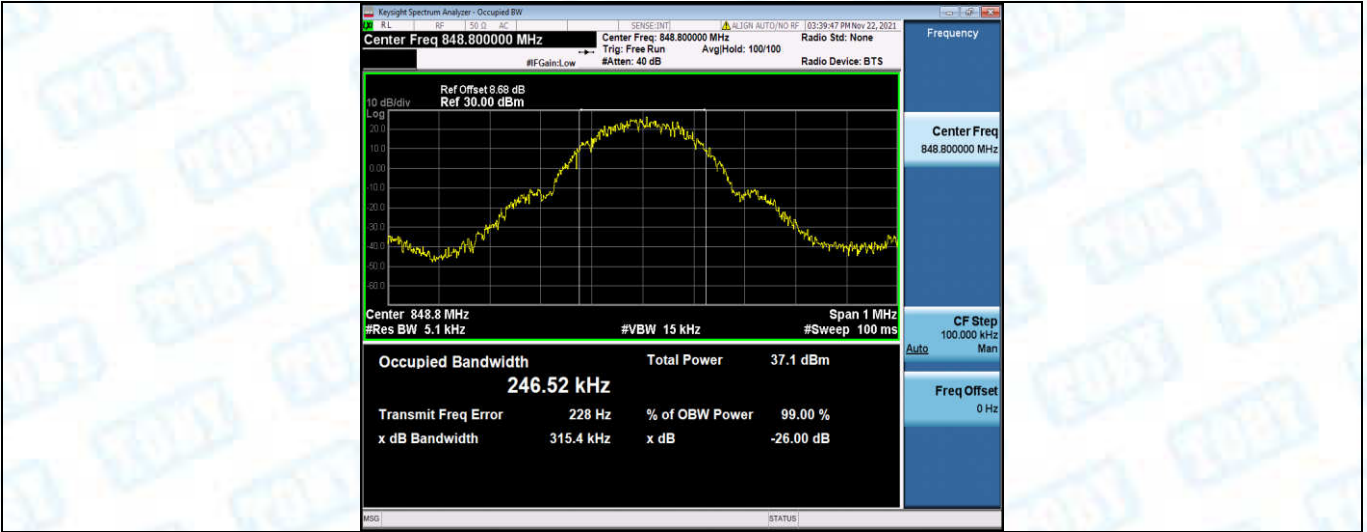 Keysight Spectrum Analyzer - Occupied BW
RL RF 50 Ω AC SENSE:INT ALIGN AUTO/NO RF 03:39:47 PM Nov 22, 2021
Center Freq 848.800000 MHz
Center Freq: 848.800000 MHz Radio Std: None
Trig: Free Run Avg|Hold: 100/100
#IFGain:Low #Atten: 40 dB Radio Device: BTS
Frequency
Ref Offset 8.68 dB
10 dB/div Ref 30.00 dBm
Log
20.0
10.0
0.00
-10.0
-20.0
-30.0
-40.0
-50.0
-60.0
Center 848.8 MHz Span 1 MHz
#Res BW 5.1 kHz #VBW 15 kHz #Sweep 100 ms
Center Freq
848.800000 MHz
CF Step
100.000 kHz
Auto Man
Freq Offset
0 Hz
Occupied Bandwidth Total Power 37.1 dBm
246.52 kHz
Transmit Freq Error 228 Hz % of OBW Power 99.00 %
x dB Bandwidth 315.4 kHz x dB -26.00 dB
MSG STATUS